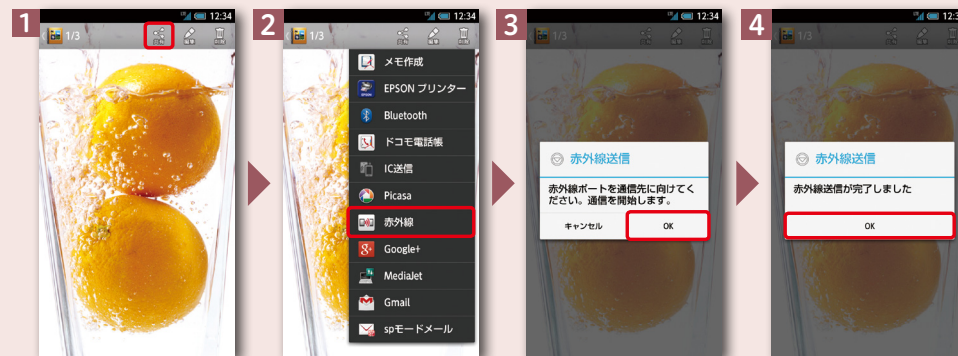 1
12:34
1/3
2
12:34
1/3
メモ作成
EPSON プリンター
Bluetooth
ドコモ電話帳
IC送信
Picasa
赤外線
Google+
MediaJet
Gmail
spモードメール
3
12:34
1/3
赤外線送信
赤外線ポートを通信先に向けてく
ださい。通信を開始します。
キャンセル
OK
4
12:3
1/3
赤外線送信
赤外線送信が完了しました
OK